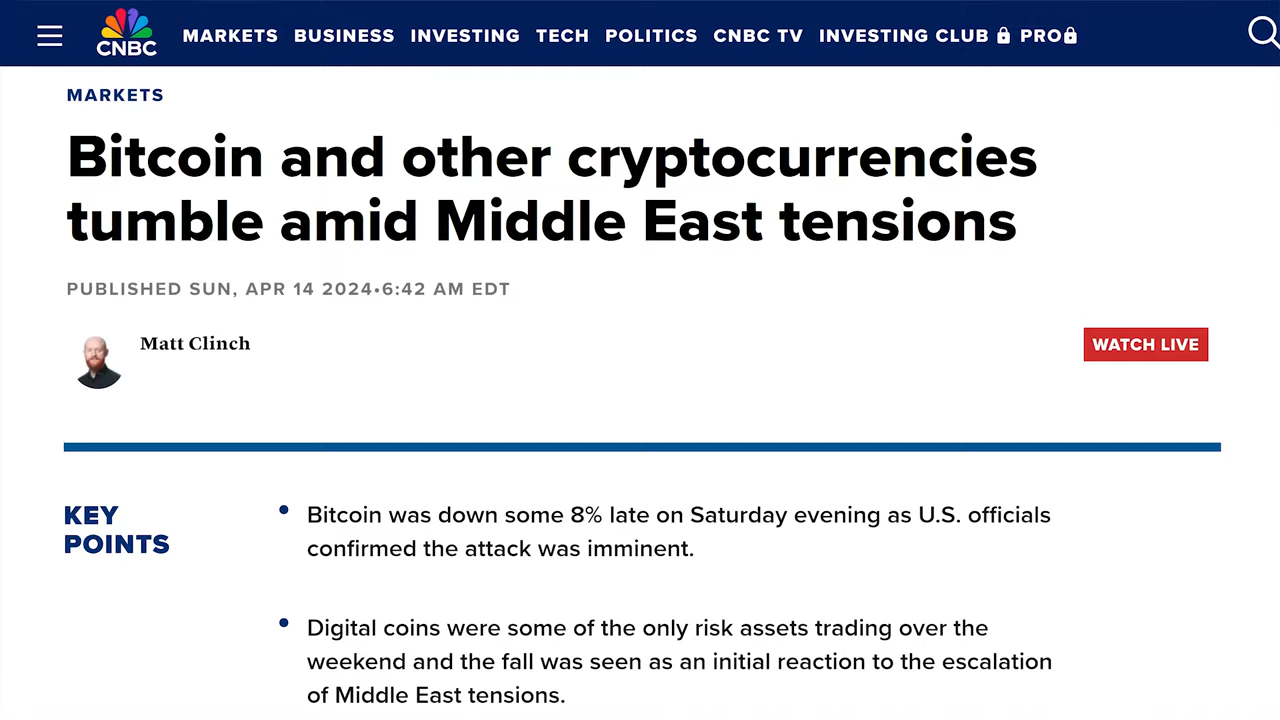 CNBC
MARKETS BUSINESS INVESTING TECH POLITICS CNBC TV INVESTING CLUB PRO
MARKETS
Bitcoin and other cryptocurrencies
tumble amid Middle East tensions
PUBLISHED SUN, APR 14 2024•6:42 AM EDT
Matt Clinch
WATCH LIVE
KEY
POINTS
• Bitcoin was down some 8% late on Saturday evening as U.S. officials
confirmed the attack was imminent.
• Digital coins were some of the only risk assets trading over the
weekend and the fall was seen as an initial reaction to the escalation
of Middle East tensions.